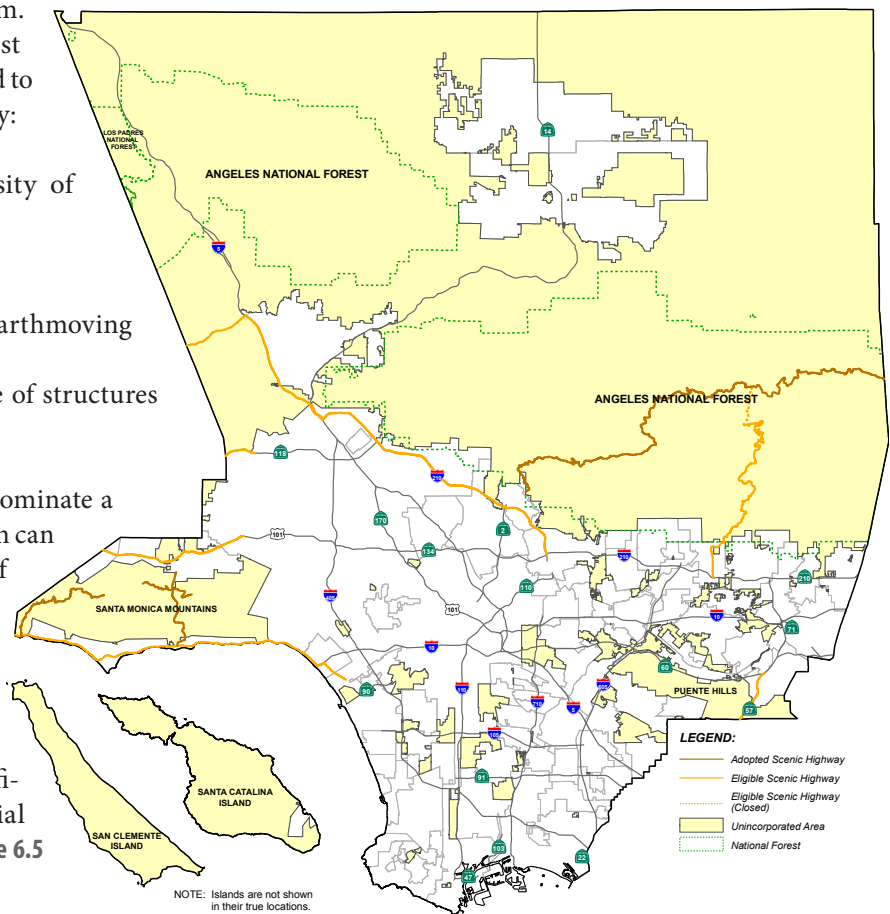 m.
st
d to
y:
sity of
arthmoving
e of structures
ominate a
n can
f
fi-
ial
e 6.5
LOS PADRES
NATIONAL
FOREST
ANGELES NATIONAL FOREST
14
5
ANGELES NATIONAL FOREST
118
210
170
2
101
134
210
210
110
405
101
10
SANTA MONICA MOUNTAINS
71
10
60
90
110
710
605
5
PUENTE HILLS
57
105
91
103
47
22
SAN CLEMENTE
ISLAND
SANTA CATALINA
ISLAND
NOTE: Islands are not shown
in their true locations.
LEGEND:
Adopted Scenic Highway
Eligible Scenic Highway
Eligible Scenic Highway
(Closed)
Unincorporated Area
National Forest